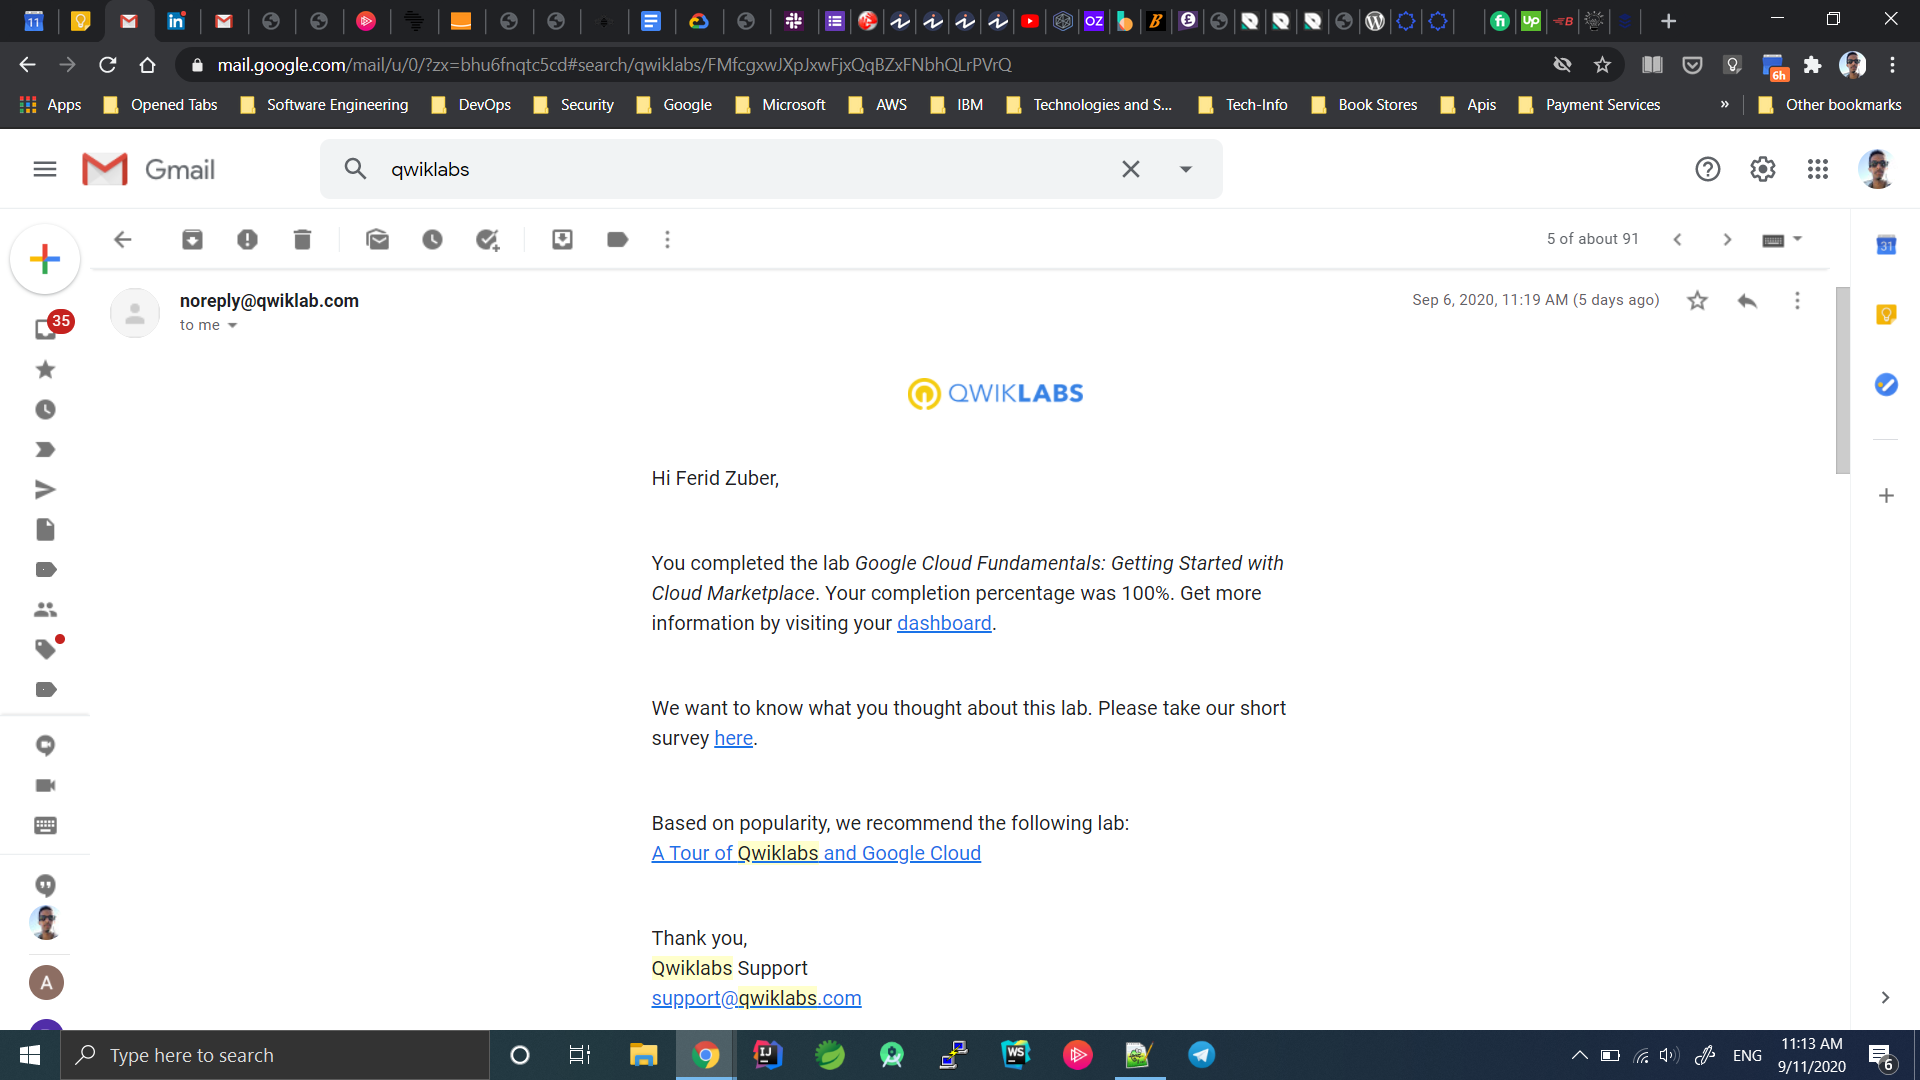 mail.google.com/mail/u/0/?zx=bhu6fnqtc5cd#search/qwiklabs/FMfcgxwJXpJxwFjxQqBZxFNbhQLrPVrQ
6h
Apps
Opened Tabs
Software Engineering
DevOps
Security
Google
Microsoft
AWS
IBM
Technologies and S...
Tech-Info
Book Stores
Apis
Payment Services
»
Other bookmarks
Gmail
qwiklabs
5 of about 91
35
noreply@qwiklab.com
to me
Sep 6, 2020, 11:19 AM (5 days ago)
QWIKLABS
Hi Ferid Zuber,
You completed the lab Google Cloud Fundamentals: Getting Started with
Cloud Marketplace. Your completion percentage was 100%. Get more
information by visiting your dashboard.
We want to know what you thought about this lab. Please take our short
survey here.
Based on popularity, we recommend the following lab:
A Tour of Qwiklabs and Google Cloud
Thank you,
Qwiklabs Support
support@qwiklabs.com
A
Type here to search
ENG
11:13 AM
9/11/2020
6